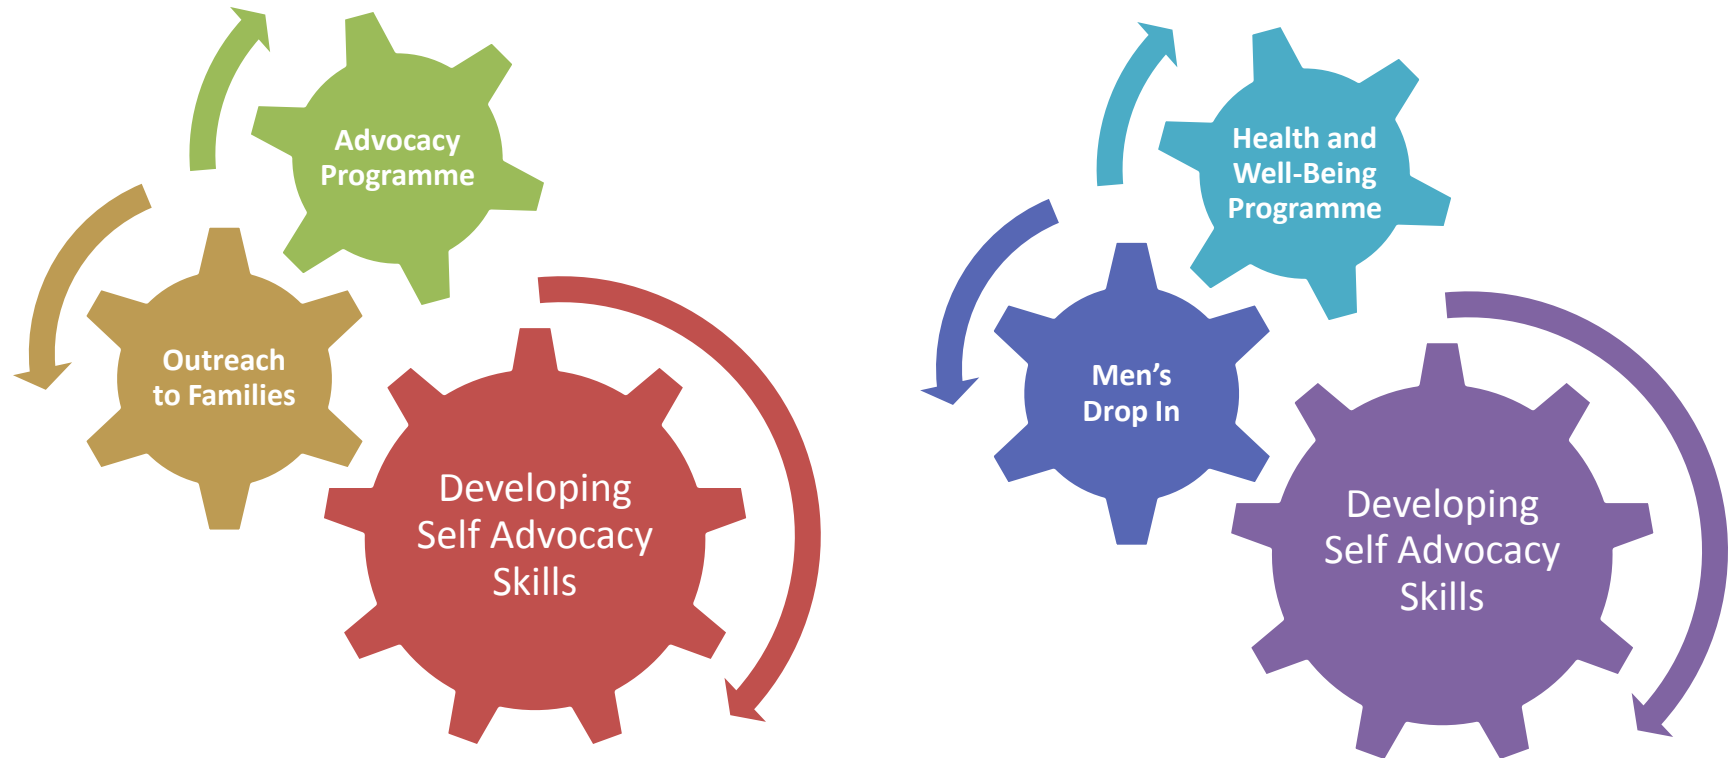 Advocacy
Programme
Outreach
to Families
Developing
Self Advocacy
Skills
Health and
Well-Being
Programme
Men’s
Drop In
Developing
Self Advocacy
Skills